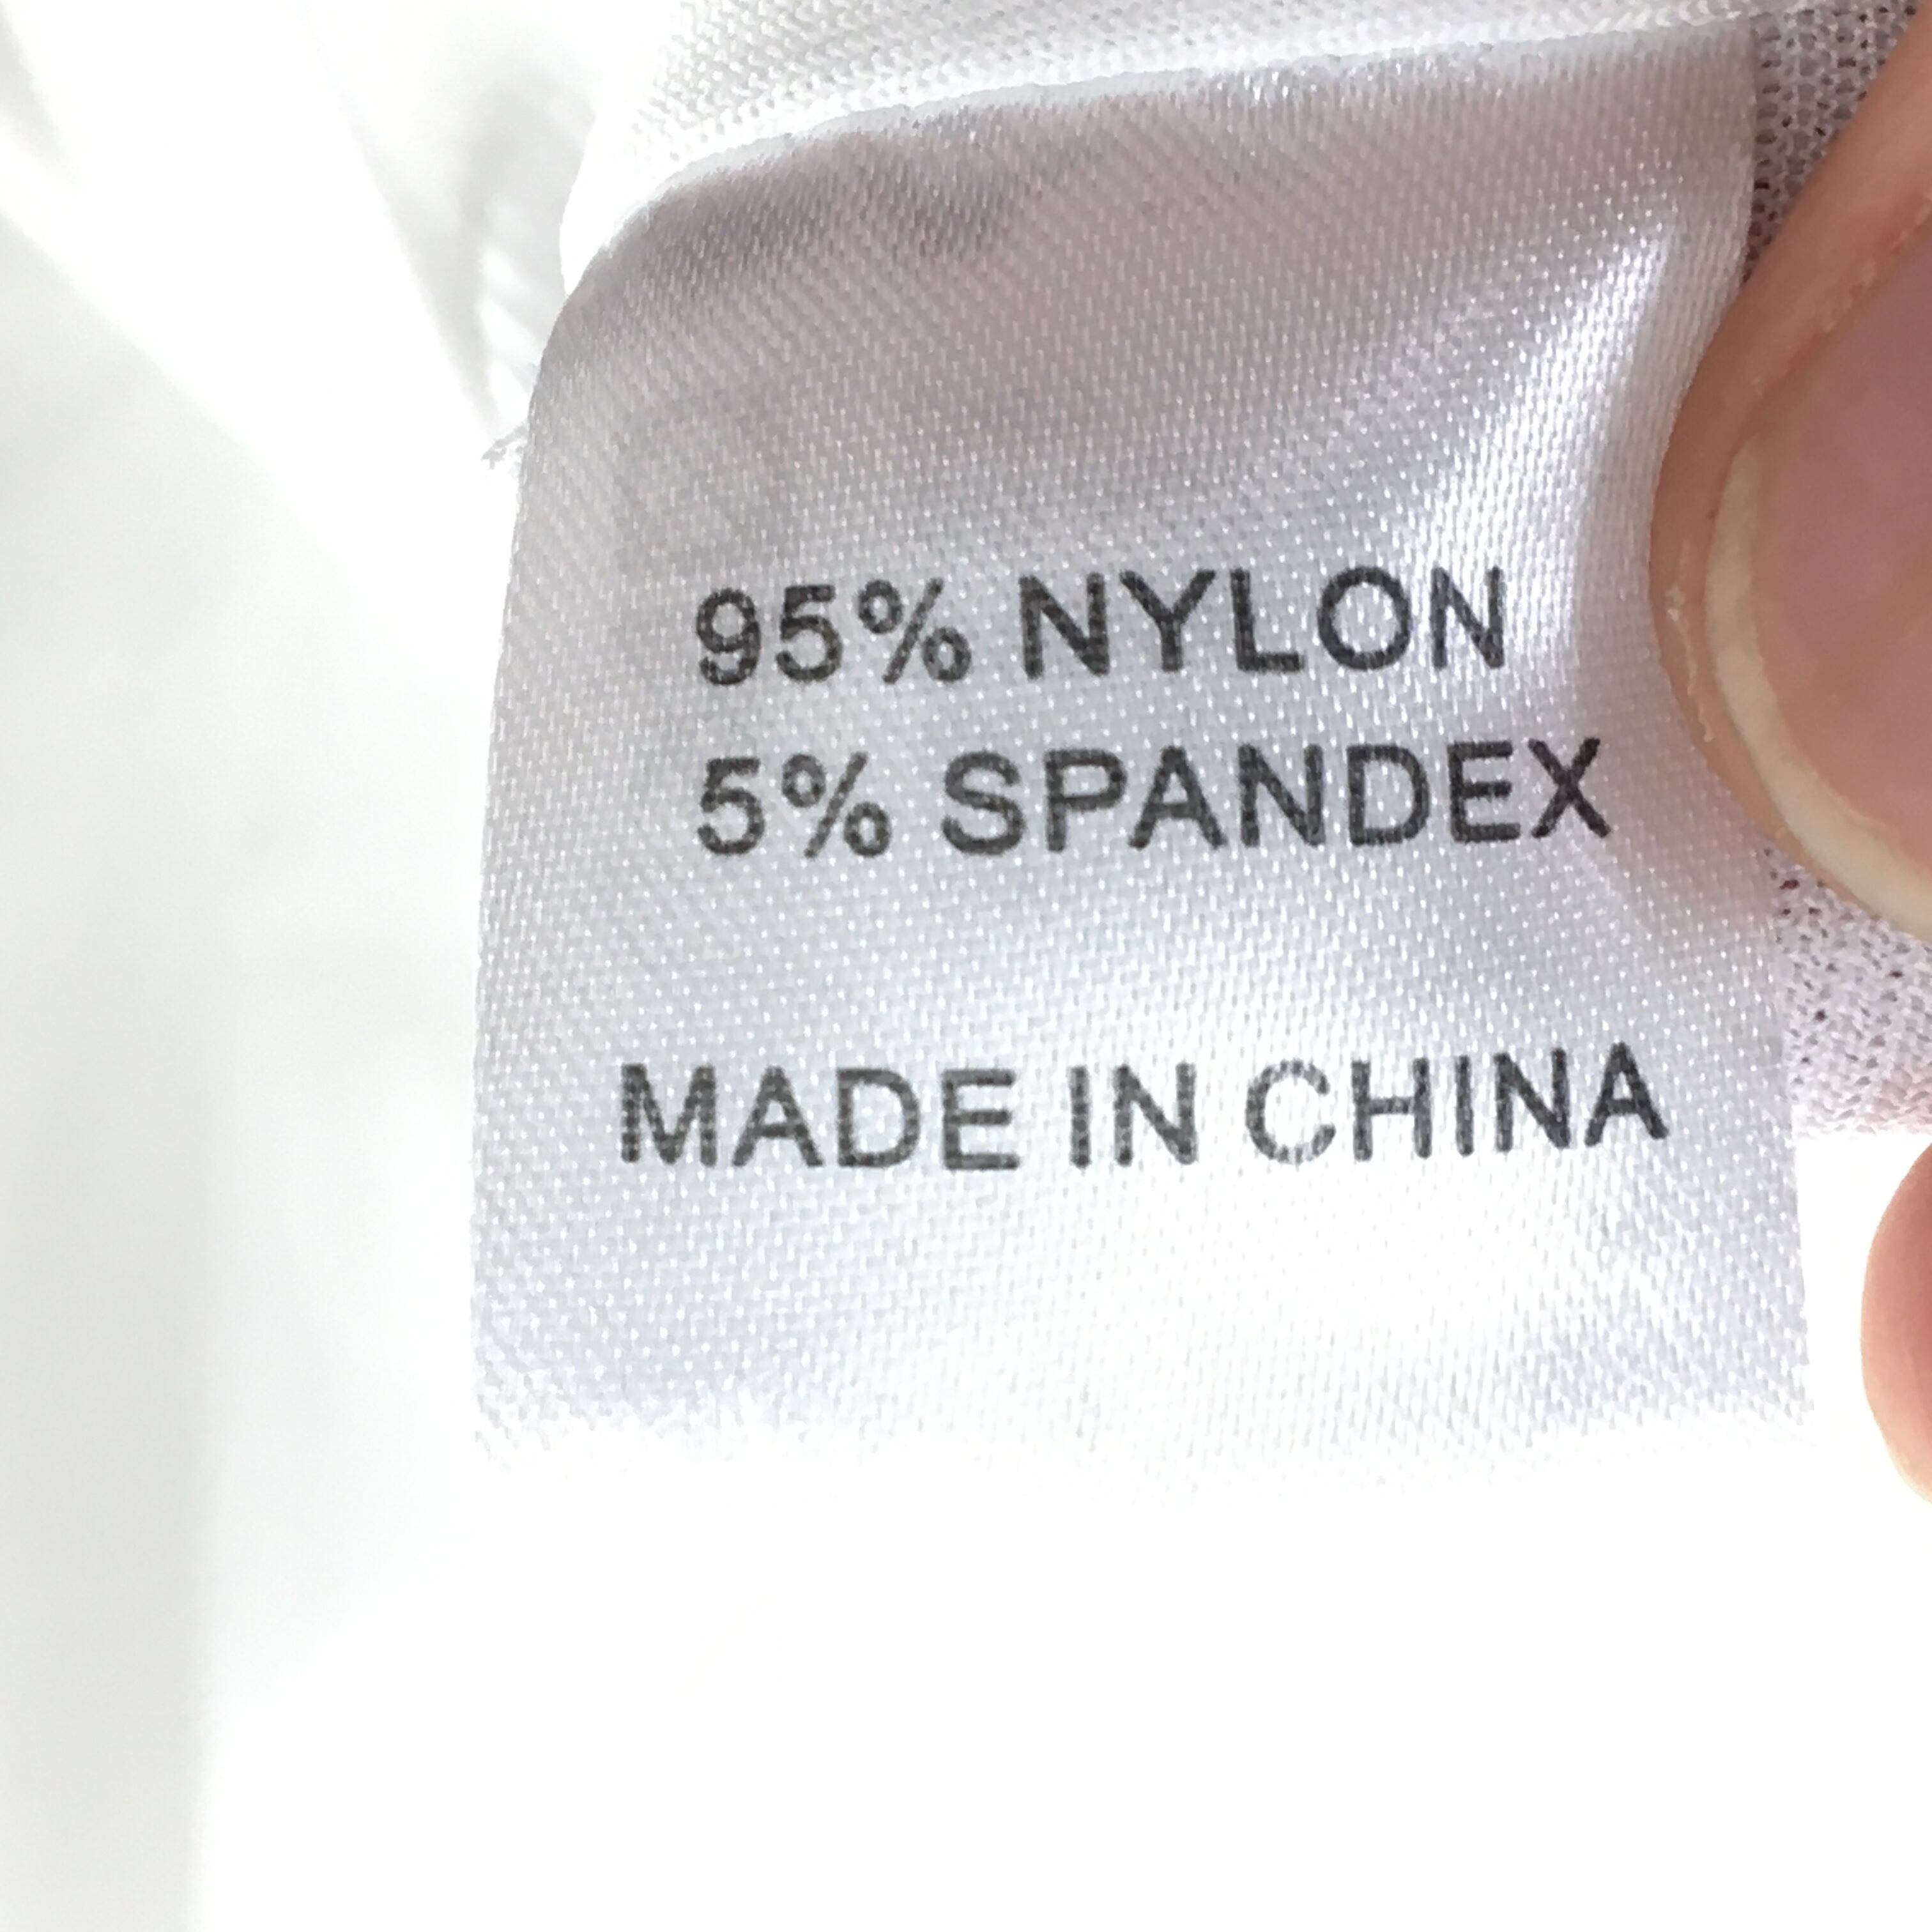 95% NYLON
5% SPANDEX
MADE IN CHINA